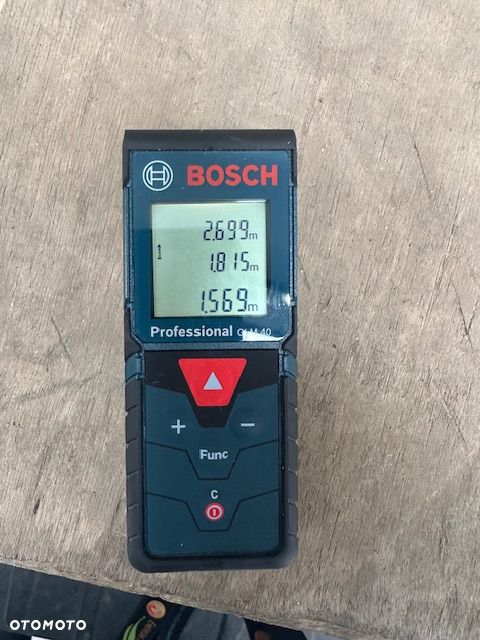 BOSCH
2.699m
1.815m
1.569m
Professional GLM 40
+ −
Func
C
OTOMOTO